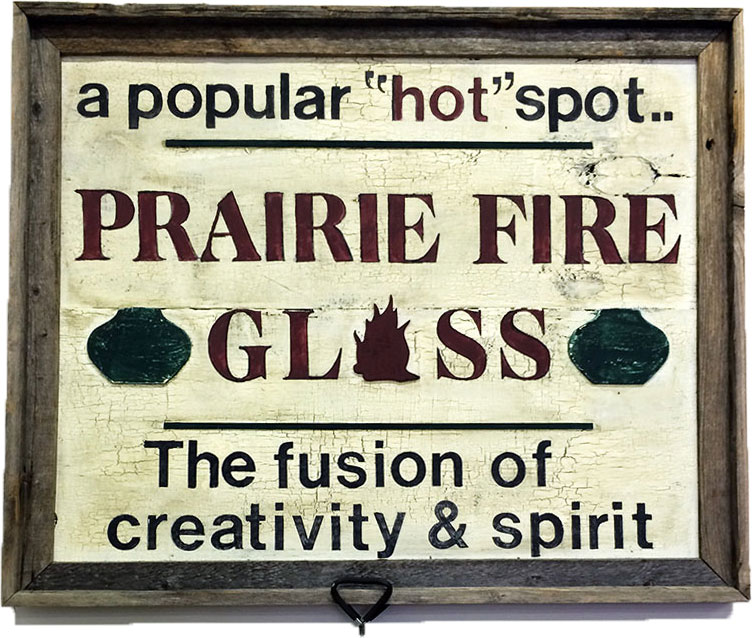 a popular "hot" spot..
PRAIRIE FIRE
GLASS
The fusion of
creativity & spirit